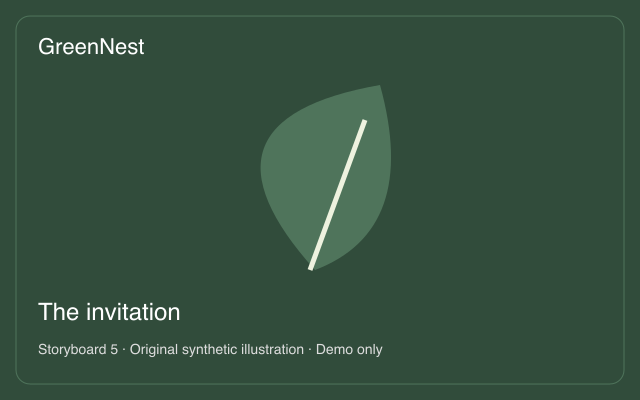 GreenNest
The invitation
Storyboard 5 · Original synthetic illustration · Demo only